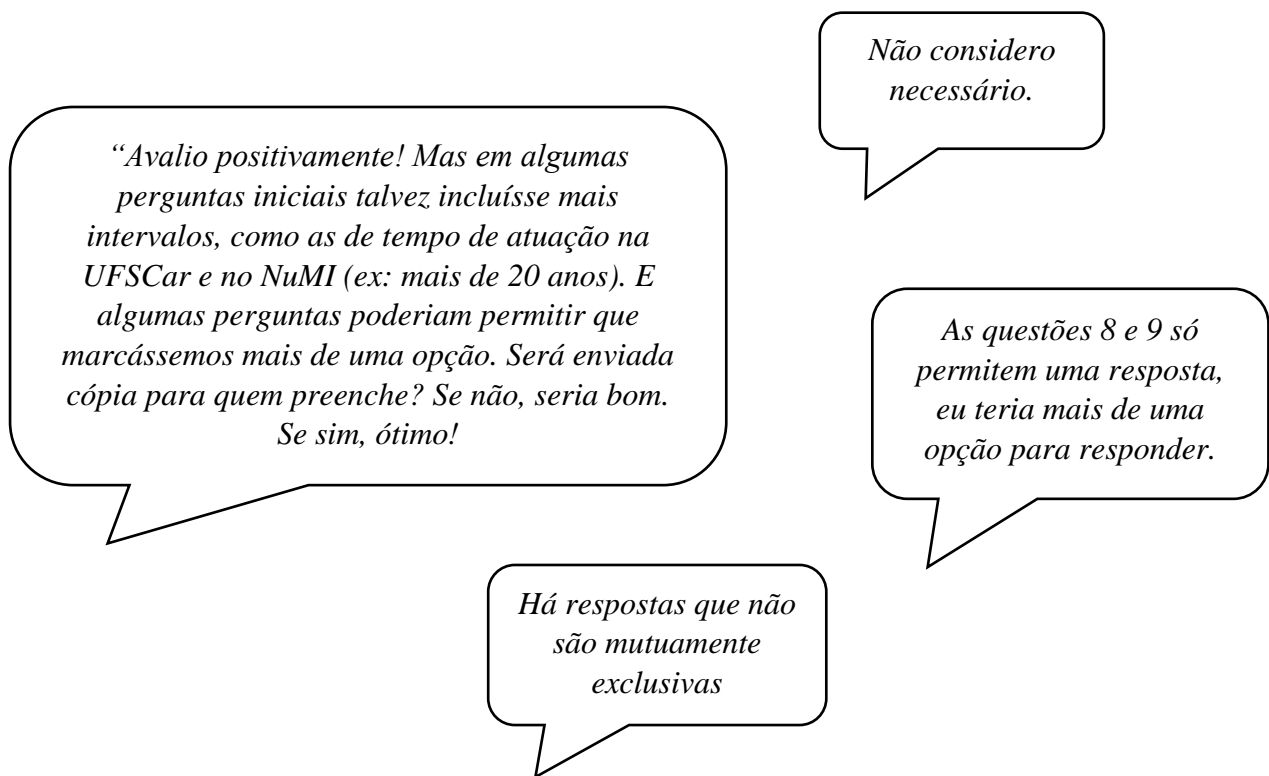 Não considero
necessário.
“Avalio positivamente! Mas em algumas
perguntas iniciais talvez incluísse mais
intervalos, como as de tempo de atuação na
UFSCar e no NuMI (ex: mais de 20 anos). E
algumas perguntas poderiam permitir que
marcássemos mais de uma opção. Será enviada
cópia para quem preenche? Se não, seria bom.
Se sim, ótimo!
As questões 8 e 9 só
permitem uma resposta,
eu teria mais de uma
opção para responder.
Há respostas que não
são mutuamente
exclusivas